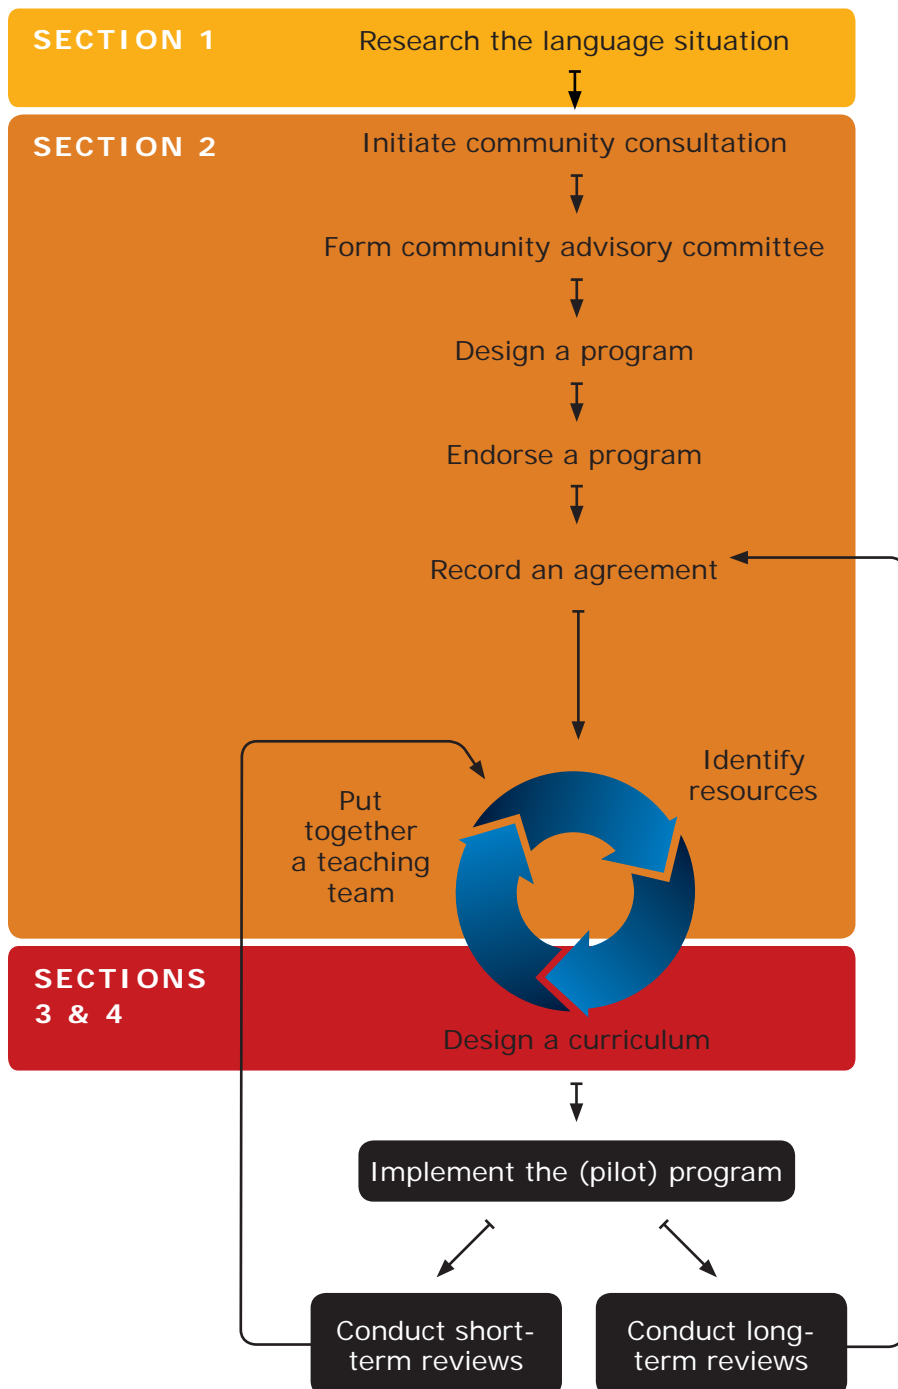 SECTION 1
Research the language situation
SECTION 2
Initiate community consultation
Form community advisory committee
Design a program
Endorse a program
Record an agreement
Identify
resources
Put
together
a teaching
team
SECTIONS
3 & 4
Design a curriculum
Implement the (pilot) program
Conduct short-
term reviews
Conduct long-
term reviews